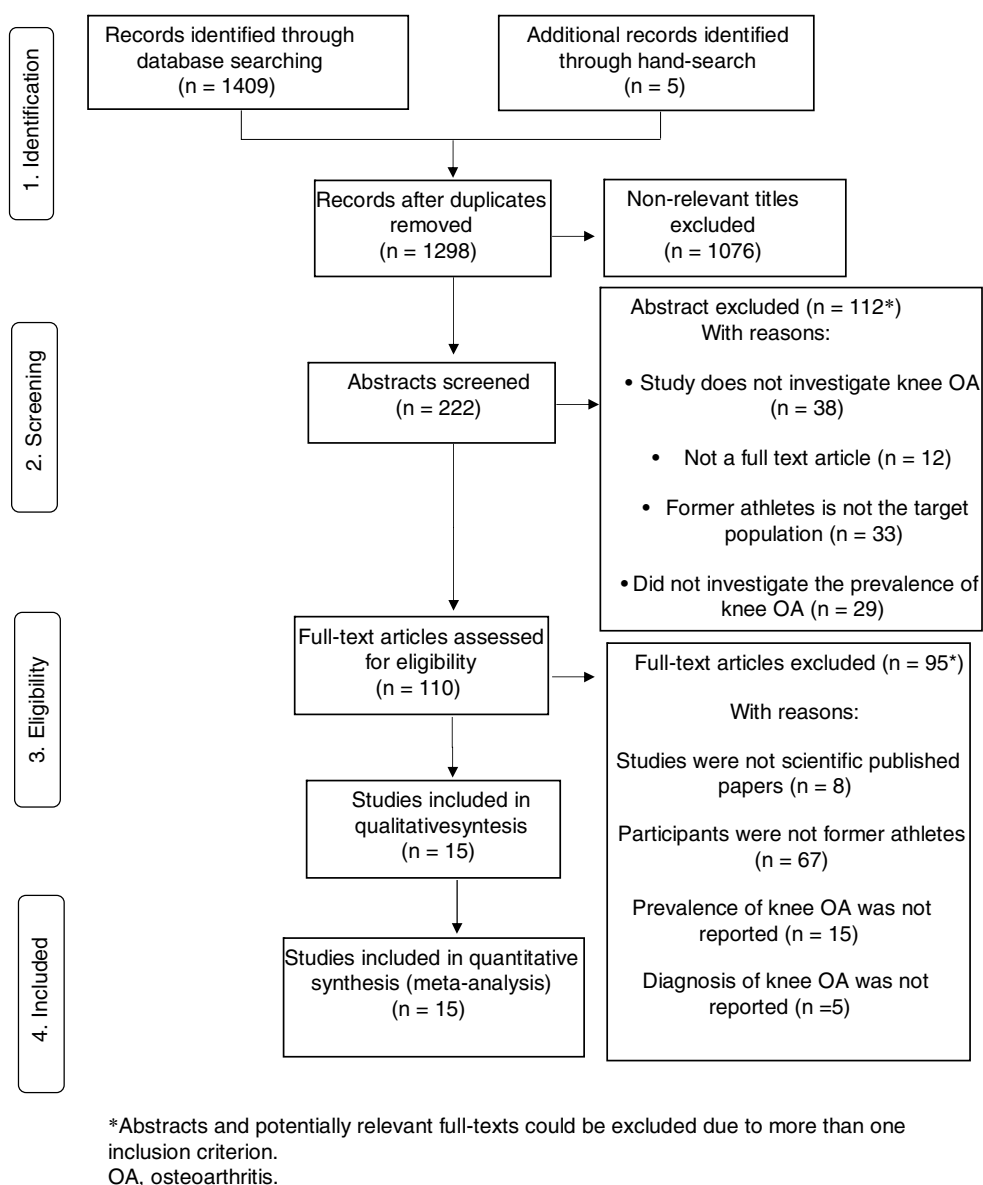 1. Identification
Records identified through
database searching
(n = 1409)
Additional records identified
through hand-search
(n = 5)
Records after duplicates
removed
(n = 1298)
Non-relevant titles
excluded
(n = 1076)
2. Screening
Abstracts screened
(n = 222)
Abstract excluded (n = 112*)
With reasons:
• Study does not investigate knee OA
(n = 38)
• Not a full text article (n = 12)
• Former athletes is not the target
population (n = 33)
• Did not investigate the prevalence of
knee OA (n = 29)
3. Eligibility
Full-text articles assessed
for eligibility
(n = 110)
Full-text articles excluded (n = 95*)
With reasons:
Studies were not scientific published
papers (n = 8)
Participants were not former athletes
(n = 67)
Prevalence of knee OA was not
reported (n = 15)
Diagnosis of knee OA was not
reported (n =5)
Studies included in
qualitativesyntesis
(n = 15)
4. Included
Studies included in quantitative
synthesis (meta-analysis)
(n = 15)
*Abstracts and potentially relevant full-texts could be excluded due to more than one
inclusion criterion.
OA, osteoarthritis.